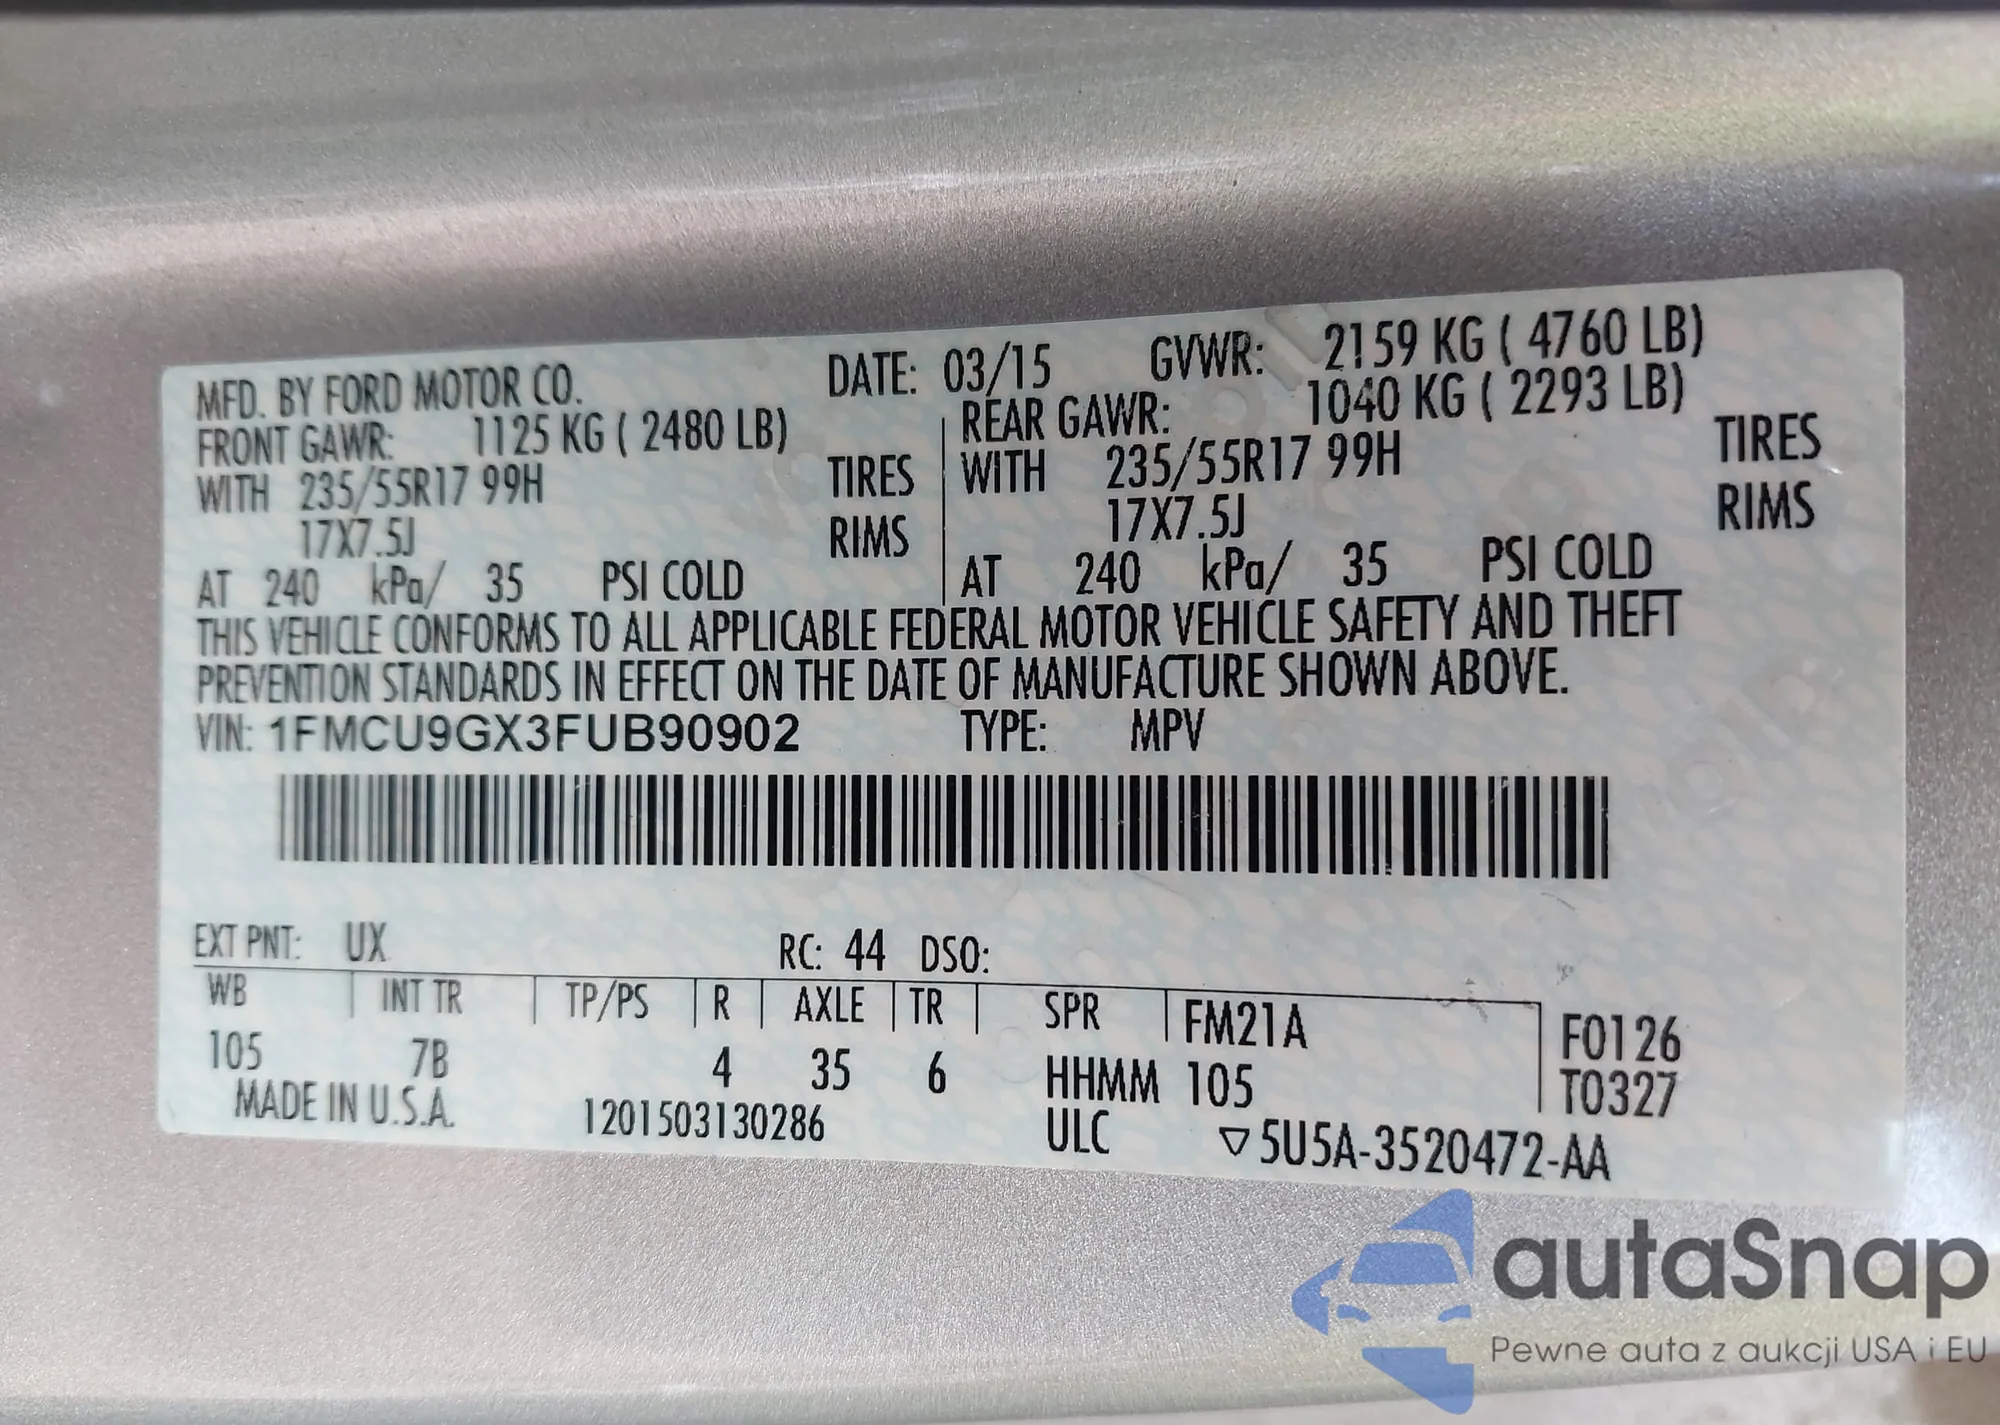 MFD. BY FORD MOTOR CO. DATE: 03/15 GVWR: 2159 KG ( 4760 LB)
FRONT GAWR: 1125 KG ( 2480 LB) REAR GAWR: 1040 KG ( 2293 LB)
WITH 235/55R17 99H TIRES WITH 235/55R17 99H TIRES
17X7.5J RIMS 17X7.5J RIMS
AT 240 kPa/ 35 PSI COLD AT 240 kPa/ 35 PSI COLD
THIS VEHICLE CONFORMS TO ALL APPLICABLE FEDERAL MOTOR VEHICLE SAFETY AND THEFT
PREVENTION STANDARDS IN EFFECT ON THE DATE OF MANUFACTURE SHOWN ABOVE.
VIN: 1FMCU9GX3FUB90902 TYPE: MPV
EXT PNT: UX RC: 44 DSO:
WB INT TR TP/PS R AXLE TR SPR FM21A F0126
105 7B 4 35 6 HHMM 105 T0327
MADE IN U.S.A. 1201503130286 ULC ▽5U5A-3520472-AA
autaSnap
Pewne auta z aukcji USA i EU